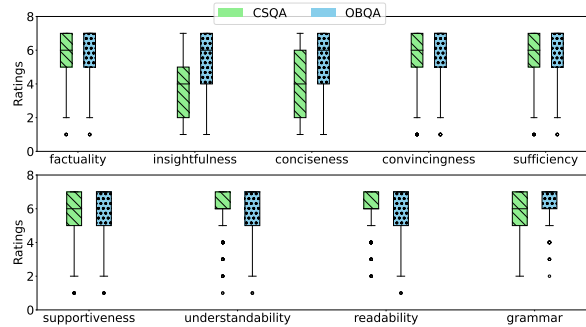 CSQA OBQA
8
6
4
2
0
Ratings
factuality insightfulness conciseness convincingness sufficiency
8
6
4
2
0
Ratings
supportiveness understandability readability grammar